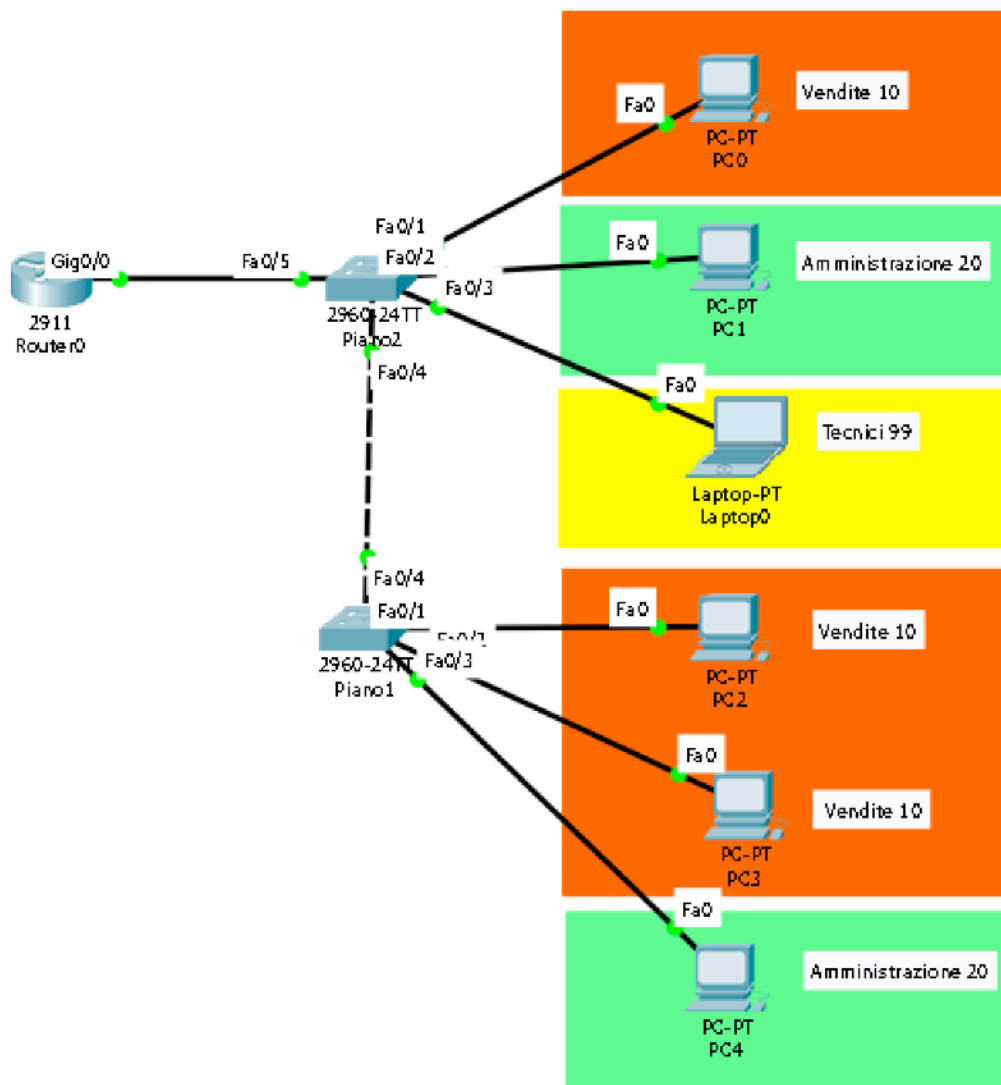 Fa0
Vendite 10
PC-PT
PC0
Fa0/1
Fa0/2
Fa0
Amministrazione 20
PC-PT
PC1
Gig0/0
Fa0/5
Fa0/3
2911
Router0
2960-24TT
Piano2
Fa0/4
Fa0
Tecnici 99
Laptop-PT
Laptop0
Fa0/4
Fa0/1
Fa0
Vendite 10
Fa0/3
2960-24TT
Piano1
PC-PT
PC2
Fa0
Vendite 10
PC-PT
PC3
Fa0
Amministrazione 20
PC-PT
PC4